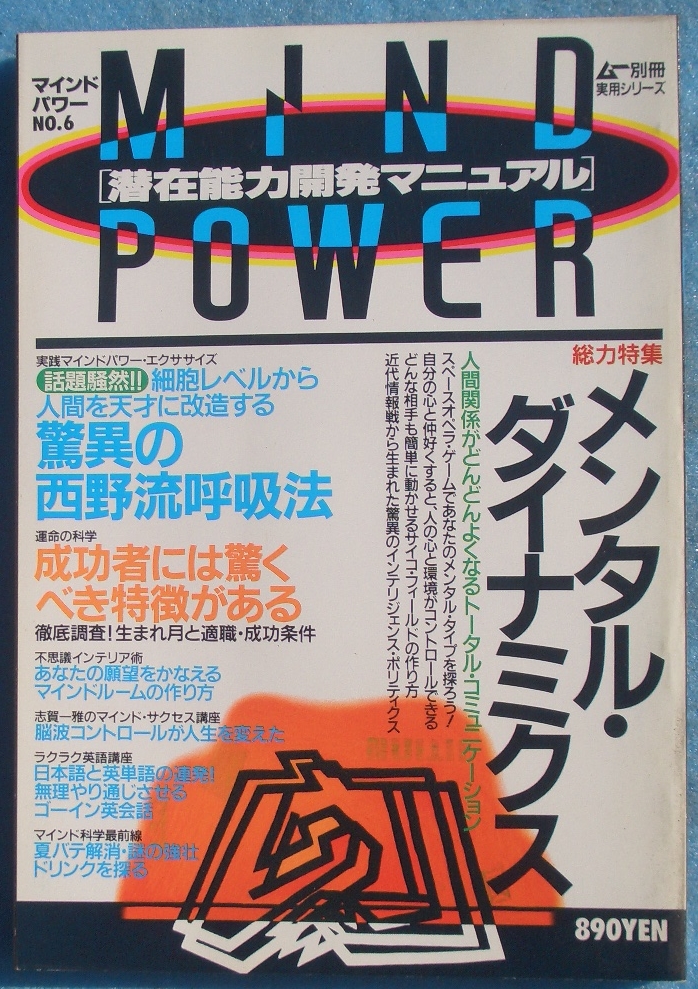 マインド
パワー
NO.6
MIND
ムー別冊
実用シリーズ
[潜在能力開発マニュアル]
POWER
総力特集
メンタル・
ダイナミクス
人間関係がどんどんよくなるトータル・コミュニケーション
スペースオペラ・ゲームであなたのメンタル・タイプを探ろう!
自分の心と仲好くすると、人の心と環境がコントロールできる
どんな相手も簡単に動かせるサイコ・フィールドの作り方
近代情報戦から生まれた驚異のインテリジェンス・ポリティクス
実践マインドパワー・エクササイズ
話題騒然!!細胞レベルから
人間を天才に改造する
驚異の
西野流呼吸法
運命の科学
成功者には驚く
べき特徴がある
徹底調査!生まれ月と適職・成功条件
不思議インテリア術
あなたの願望をかなえる
マインドルームの作り方
志賀一雅のマインド・サクセス講座
脳波コントロールが人生を変えた
ラクラク英語講座
日本語と英単語の連発!
無理やり通じさせる
ゴーイン英会話
マインド科学最前線
夏バテ解消・謎の強壮
ドリンクを探る
890YEN